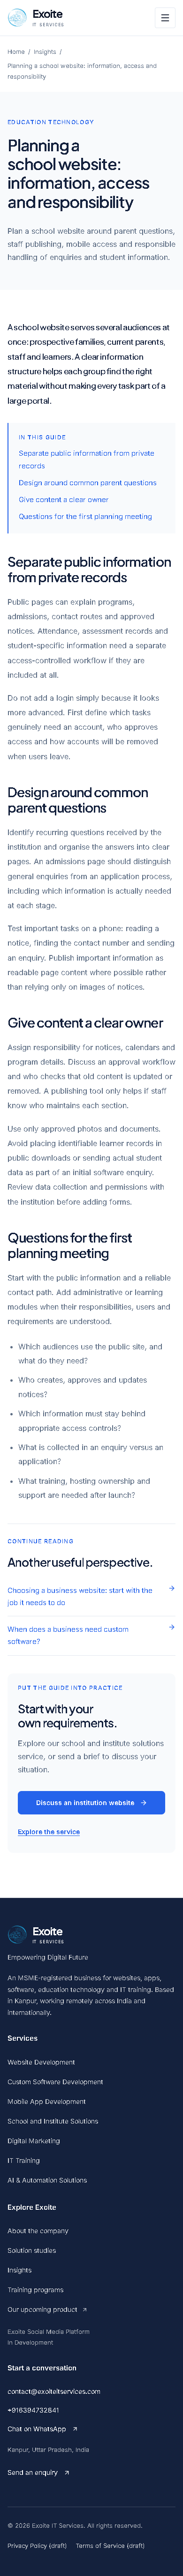 Exoite
IT SERVICES
Home / Insights /
Planning a school website: information, access and
responsibility
EDUCATION TECHNOLOGY
Planning a
school website:
information, access
and responsibility
Plan a school website around parent questions,
staff publishing, mobile access and responsible
handling of enquiries and student information.
A school website serves several audiences at
once: prospective families, current parents,
staff and learners. A clear information
structure helps each group find the right
material without making every task part of a
large portal.
IN THIS GUIDE
Separate public information from private
records
Design around common parent questions
Give content a clear owner
Questions for the first planning meeting
Separate public information
from private records
Public pages can explain programs,
admissions, contact routes and approved
notices. Attendance, assessment records and
student-specific information need a separate
access-controlled workflow if they are
included at all.
Do not add a login simply because it looks
more advanced. First define which tasks
genuinely need an account, who approves
access and how accounts will be removed
when users leave.
Design around common
parent questions
Identify recurring questions received by the
institution and organise the answers into clear
pages. An admissions page should distinguish
general enquiries from an application process,
including which information is actually needed
at each stage.
Test important tasks on a phone: reading a
notice, finding the contact number and sending
an enquiry. Publish important information as
readable page content where possible rather
than relying only on images of notices.
Give content a clear owner
Assign responsibility for notices, calendars and
program details. Discuss an approval workflow
and who checks that old content is updated or
removed. A publishing tool only helps if staff
know who maintains each section.
Use only approved photos and documents.
Avoid placing identifiable learner records in
public downloads or sending actual student
data as part of an initial software enquiry.
Review data collection and permissions with
the institution before adding forms.
Questions for the first
planning meeting
Start with the public information and a reliable
contact path. Add administrative or learning
modules when their responsibilities, users and
requirements are understood.
• Which audiences use the public site, and
what do they need?
• Who creates, approves and updates
notices?
• Which information must stay behind
appropriate access controls?
• What is collected in an enquiry versus an
application?
• What training, hosting ownership and
support are needed after launch?
CONTINUE READING
Another useful perspective.
Choosing a business website: start with the →
job it needs to do
When does a business need custom →
software?
PUT THE GUIDE INTO PRACTICE
Start with your
own requirements.
Explore our school and institute solutions
service, or send a brief to discuss your
situation.
Discuss an institution website →
Explore the service
Exoite
IT SERVICES
Empowering Digital Future
An MSME-registered business for websites, apps,
software, education technology and IT training. Based
in Kanpur, working remotely across India and
internationally.
Services
Website Development
Custom Software Development
Mobile App Development
School and Institute Solutions
Digital Marketing
IT Training
AI & Automation Solutions
Explore Exoite
About the company
Solution studies
Insights
Training programs
Our upcoming product ↗
Exoite Social Media Platform
In Development
Start a conversation
contact@exoiteitservices.com
+916394732841
Chat on WhatsApp ↗
Kanpur, Uttar Pradesh, India
Send an enquiry ↗
© 2026 Exoite IT Services. All rights reserved.
Privacy Policy (draft) Terms of Service (draft)